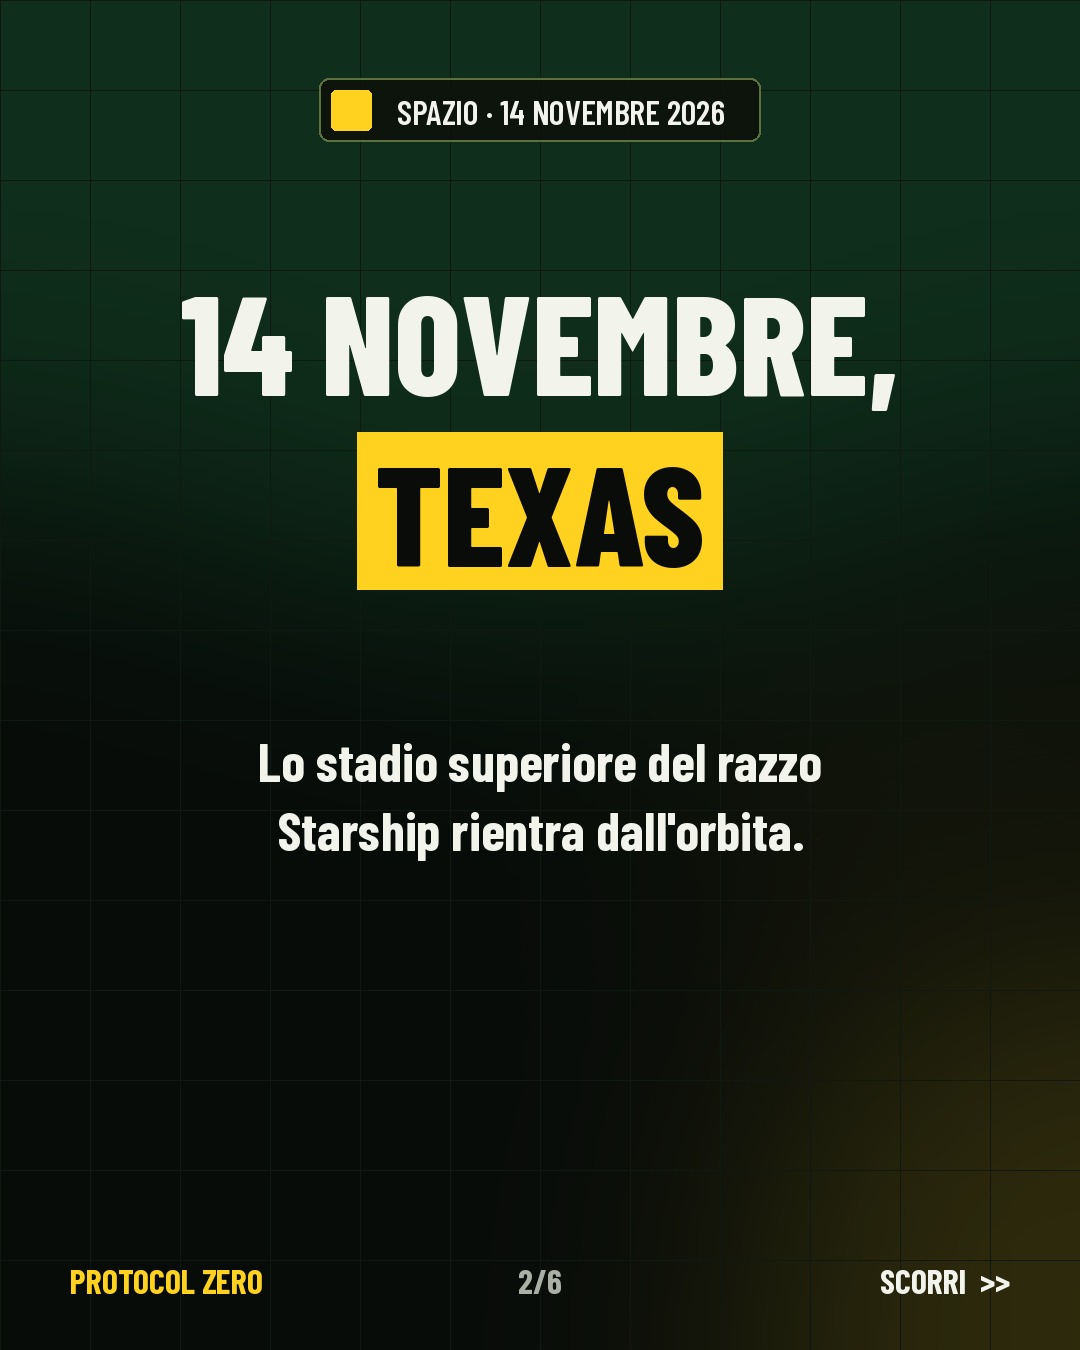 SPAZIO · 14 NOVEMBRE 2026
14 NOVEMBRE,
TEXAS
Lo stadio superiore del razzo
Starship rientra dall'orbita.
PROTOCOL ZERO
2/6
SCORRI >>